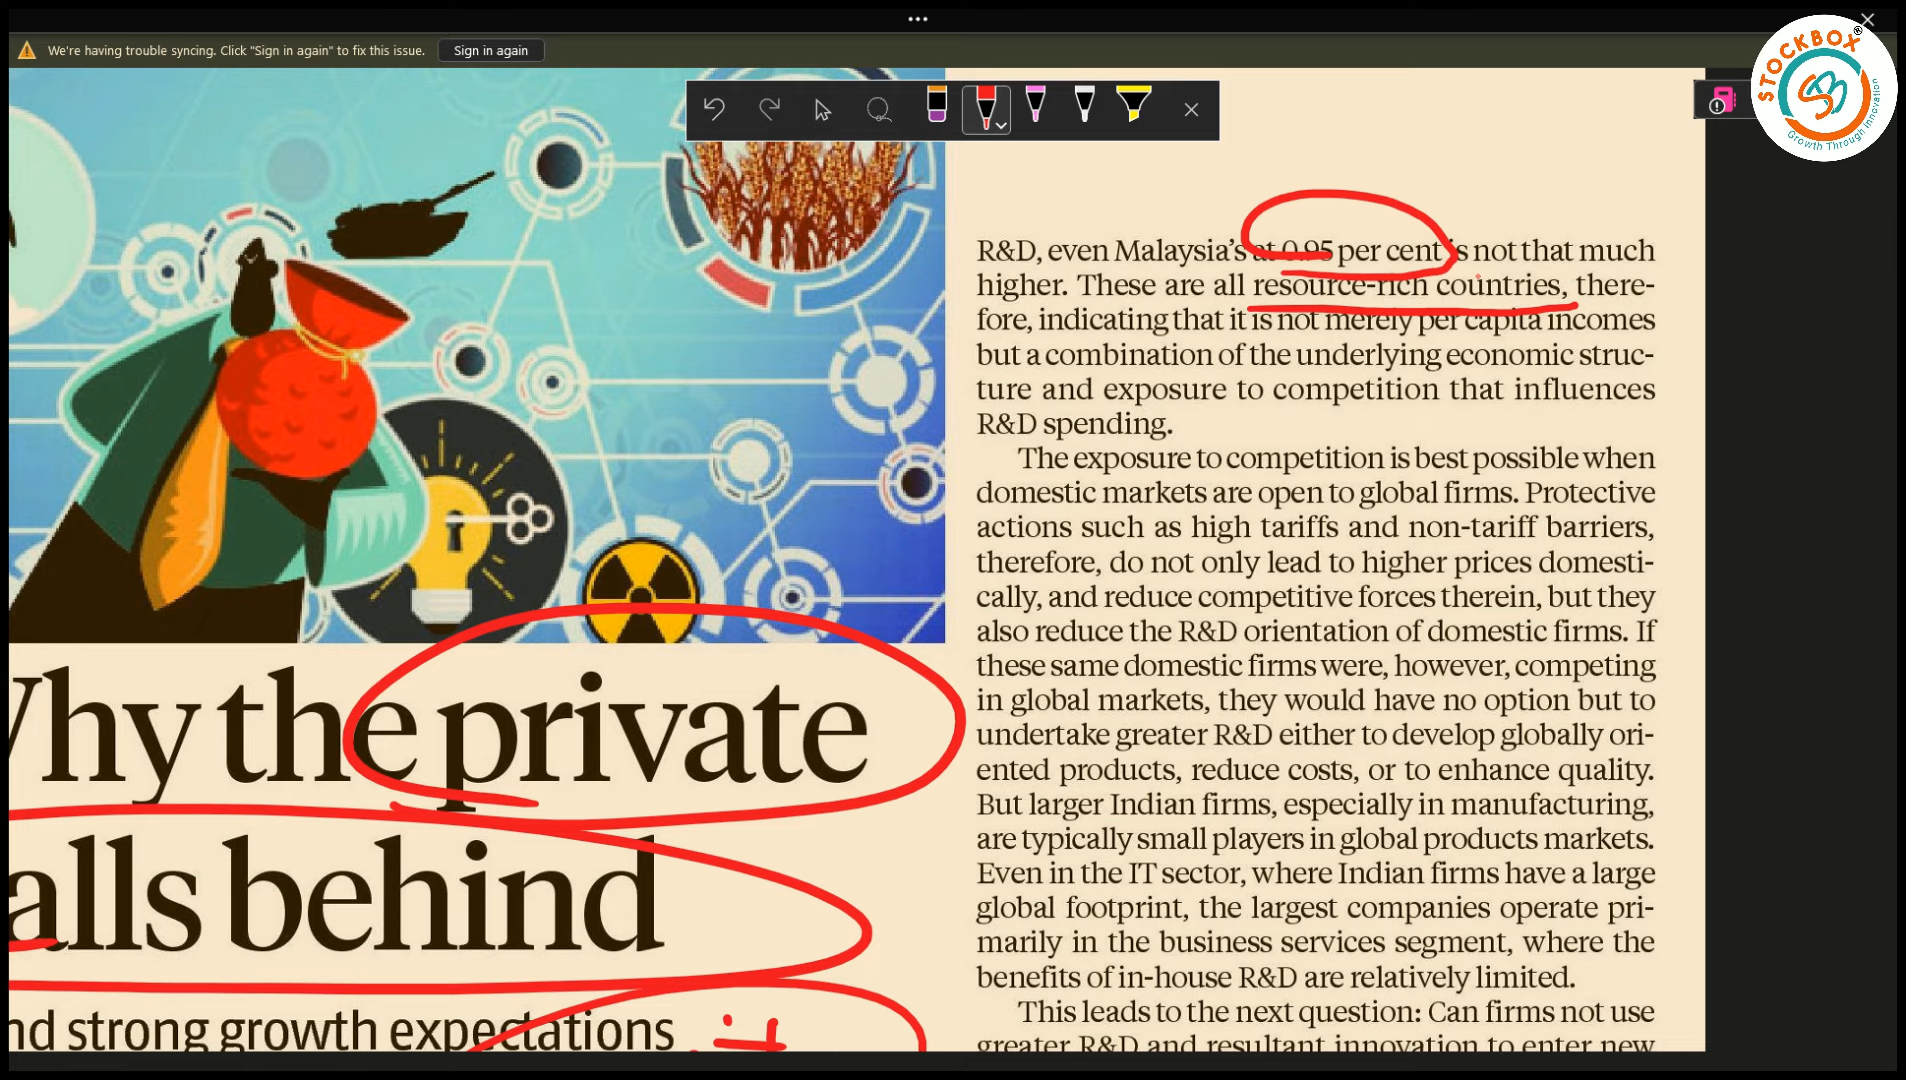 We're having trouble syncing. Click "Sign in again" to fix this issue.
Sign in again
STOCKBOX®
Growth Through Innovation
Why the private
alls behind
nd strong growth expectations
R&D, even Malaysia's at 0.95 per cent is not that much
higher. These are all resource-rich countries, there-
fore, indicating that it is not merely per capita incomes
but a combination of the underlying economic struc-
ture and exposure to competition that influences
R&D spending.
The exposure to competition is best possible when
domestic markets are open to global firms. Protective
actions such as high tariffs and non-tariff barriers,
therefore, do not only lead to higher prices domesti-
cally, and reduce competitive forces therein, but they
also reduce the R&D orientation of domestic firms. If
these same domestic firms were, however, competing
in global markets, they would have no option but to
undertake greater R&D either to develop globally ori-
ented products, reduce costs, or to enhance quality.
But larger Indian firms, especially in manufacturing,
are typically small players in global products markets.
Even in the IT sector, where Indian firms have a large
global footprint, the largest companies operate pri-
marily in the business services segment, where the
benefits of in-house R&D are relatively limited.
This leads to the next question: Can firms not use
greater R&D and resultant innovation to enter new